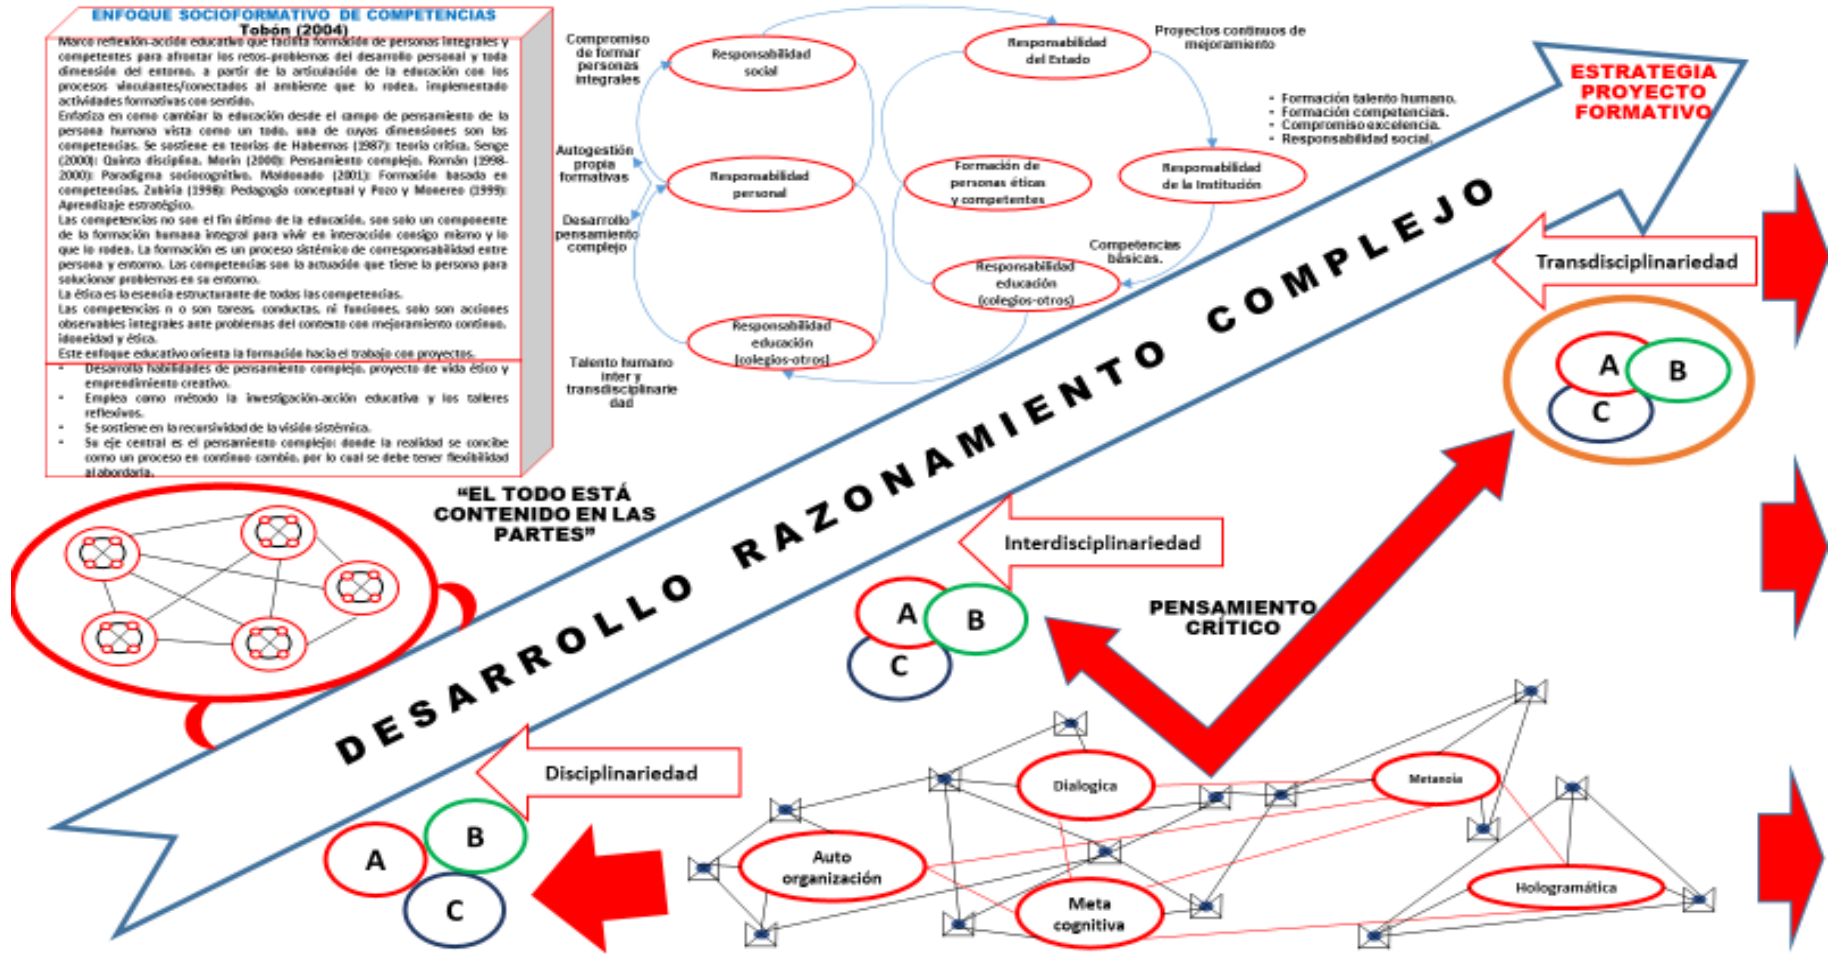 ENFOQUE SOCIOFORMATIVO DE COMPETENCIAS
Tobón (2004)
Marco reflexión-acción educativo que facilita formación de personas integrales y
competentes para afrontar los retos-problemas del desarrollo personal y toda
dimensión del entorno, a partir de la articulación de la educación con los
procesos vinculantes/conectados al ambiente que lo rodea, implementado
actividades formativas con sentido.
Enfatiza en como cambiar la educación desde el campo de pensamiento de la
persona humana vista como un todo, una de cuyas dimensiones son las
competencias. Se sostiene en teorías de Habermas (1987): teoría crítica, Senge
(2000): Quinta disciplina, Morin (2000): Pensamiento complejo, Román (1998-
2000): Paradigma sociocognitivo, Maldonado (2001): Formación basada en
competencias, Zubiria (1998): Pedagogía conceptual y Pozo y Monereo (1999):
Aprendizaje estratégico.
Las competencias no son el fin último de la educación, son solo un componente
de la formación humana integral para vivir en interacción consigo mismo y lo
que lo rodea. La formación es un proceso sistémico de corresponsabilidad entre
persona y entorno. Las competencias son la actuación que tiene la persona para
solucionar problemas en su entorno.
La ética es la esencia estructurante de todas las competencias.
Las competencias n o son tareas, conductas, ni funciones, solo son acciones
observables integrales ante problemas del contexto con mejoramiento continuo,
idoneidad y ética.
Este enfoque educativo orienta la formación hacia el trabajo con proyectos.
• Desarrolla habilidades de pensamiento complejo, proyecto de vida ético y
emprendimiento creativo.
• Emplea como método la investigación-acción educativa y los talleres
reflexivos.
• Se sostiene en la recursividad de la visión sistémica.
• Su eje central es el pensamiento complejo: donde la realidad se concibe
como un proceso en continuo cambio, por lo cual se debe tener flexibilidad
al abordarla.
Compromiso
de formar
personas
integrales
Responsabilidad
social
Responsabilidad
del Estado
Proyectos continuos de
mejoramiento
• Formación talento humano.
• Formación competencias.
• Compromiso excelencia.
• Responsabilidad social.
ESTRATEGIA
PROYECTO
FORMATIVO
Autogestión
propia
formativas
Responsabilidad
personal
Formación de
personas éticas
y competentes
Responsabilidad
de la Institución
Desarrollo
pensamiento
complejo
Competencias
básicas.
Responsabilidad
educación
(colegios-otros)
Responsabilidad
educación
(colegios-otros)
Talento humano
inter y
transdisciplinarie
dad
Transdisciplinariedad
A
B
C
"EL TODO ESTÁ
CONTENIDO EN LAS
PARTES"
DESARROLLO RAZONAMIENTO COMPLEJO
Interdisciplinariedad
A
B
C
PENSAMIENTO
CRÍTICO
Disciplinariedad
A
B
C
Dialogica
Metanoia
Auto
organización
Meta
cognitiva
Hologramática